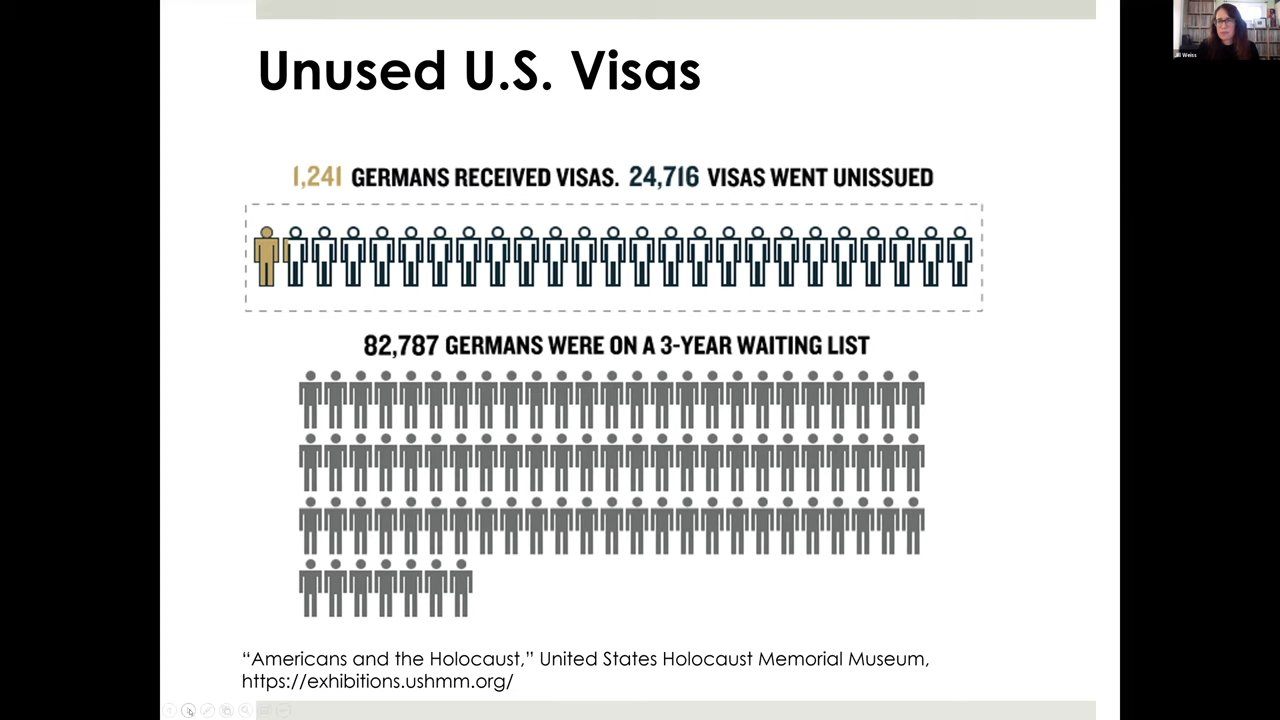 Unused U.S. Visas
1,241 GERMANS RECEIVED VISAS. 24,716 VISAS WENT UNISSUED
82,787 GERMANS WERE ON A 3-YEAR WAITING LIST
“Americans and the Holocaust,” United States Holocaust Memorial Museum,
https://exhibitions.ushmm.org/
Weiss